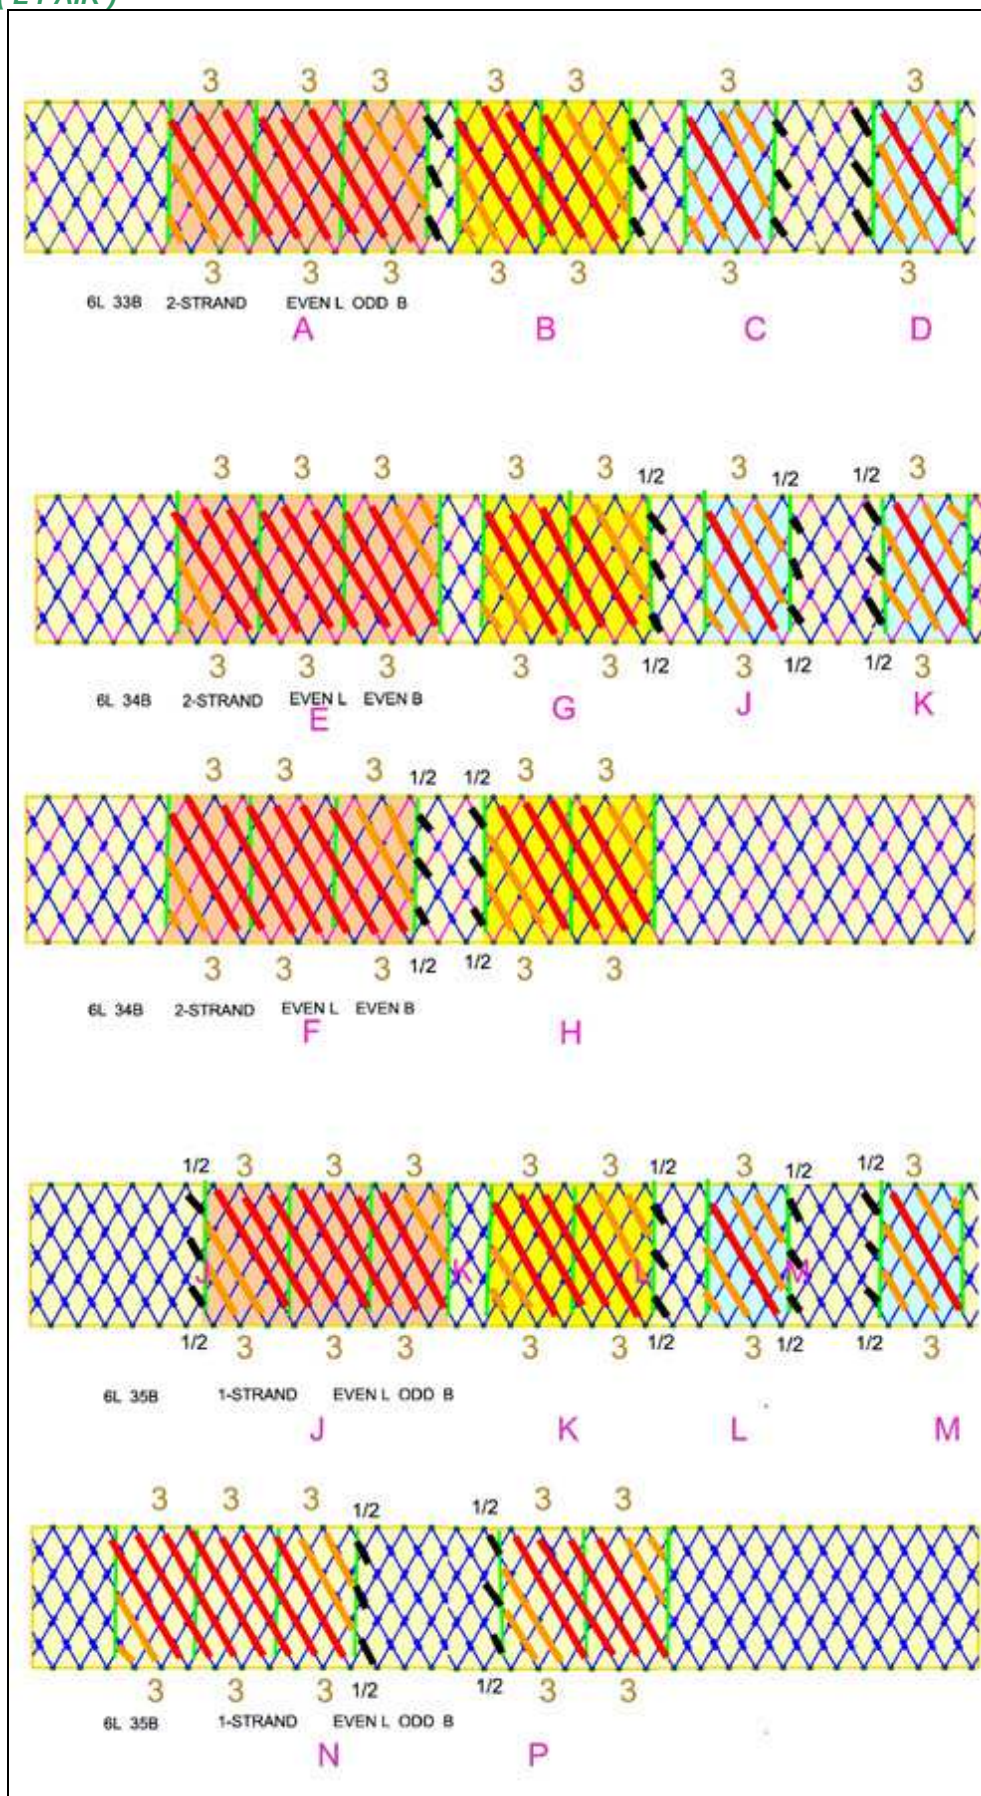 ( 2 PAIR )
3 3 3 3 3 3 3
3 3 3 3 3 3 3
6L 33B 2-STRAND EVEN L ODD B
A B C D
3 3 3 3 3 1/2 3 1/2 1/2 3
3 3 3 3 3 1/2 3 1/2 1/2 3
6L 34B 2-STRAND EVEN L EVEN B
E G J K
3 3 3 1/2 1/2 3 3
3 3 3 1/2 1/2 3 3
6L 34B 2-STRAND EVEN L EVEN B
F H
1/2 3 3 3 3 3 1/2 3 1/2 1/2 3
J K L M
1/2 3 3 3 3 3 1/2 3 1/2 1/2 3
6L 35B 1-STRAND EVEN L ODD B
J K L M
3 3 3 1/2 1/2 3 3
3 3 3 1/2 1/2 3 3
6L 35B 1-STRAND EVEN L ODD B
N P